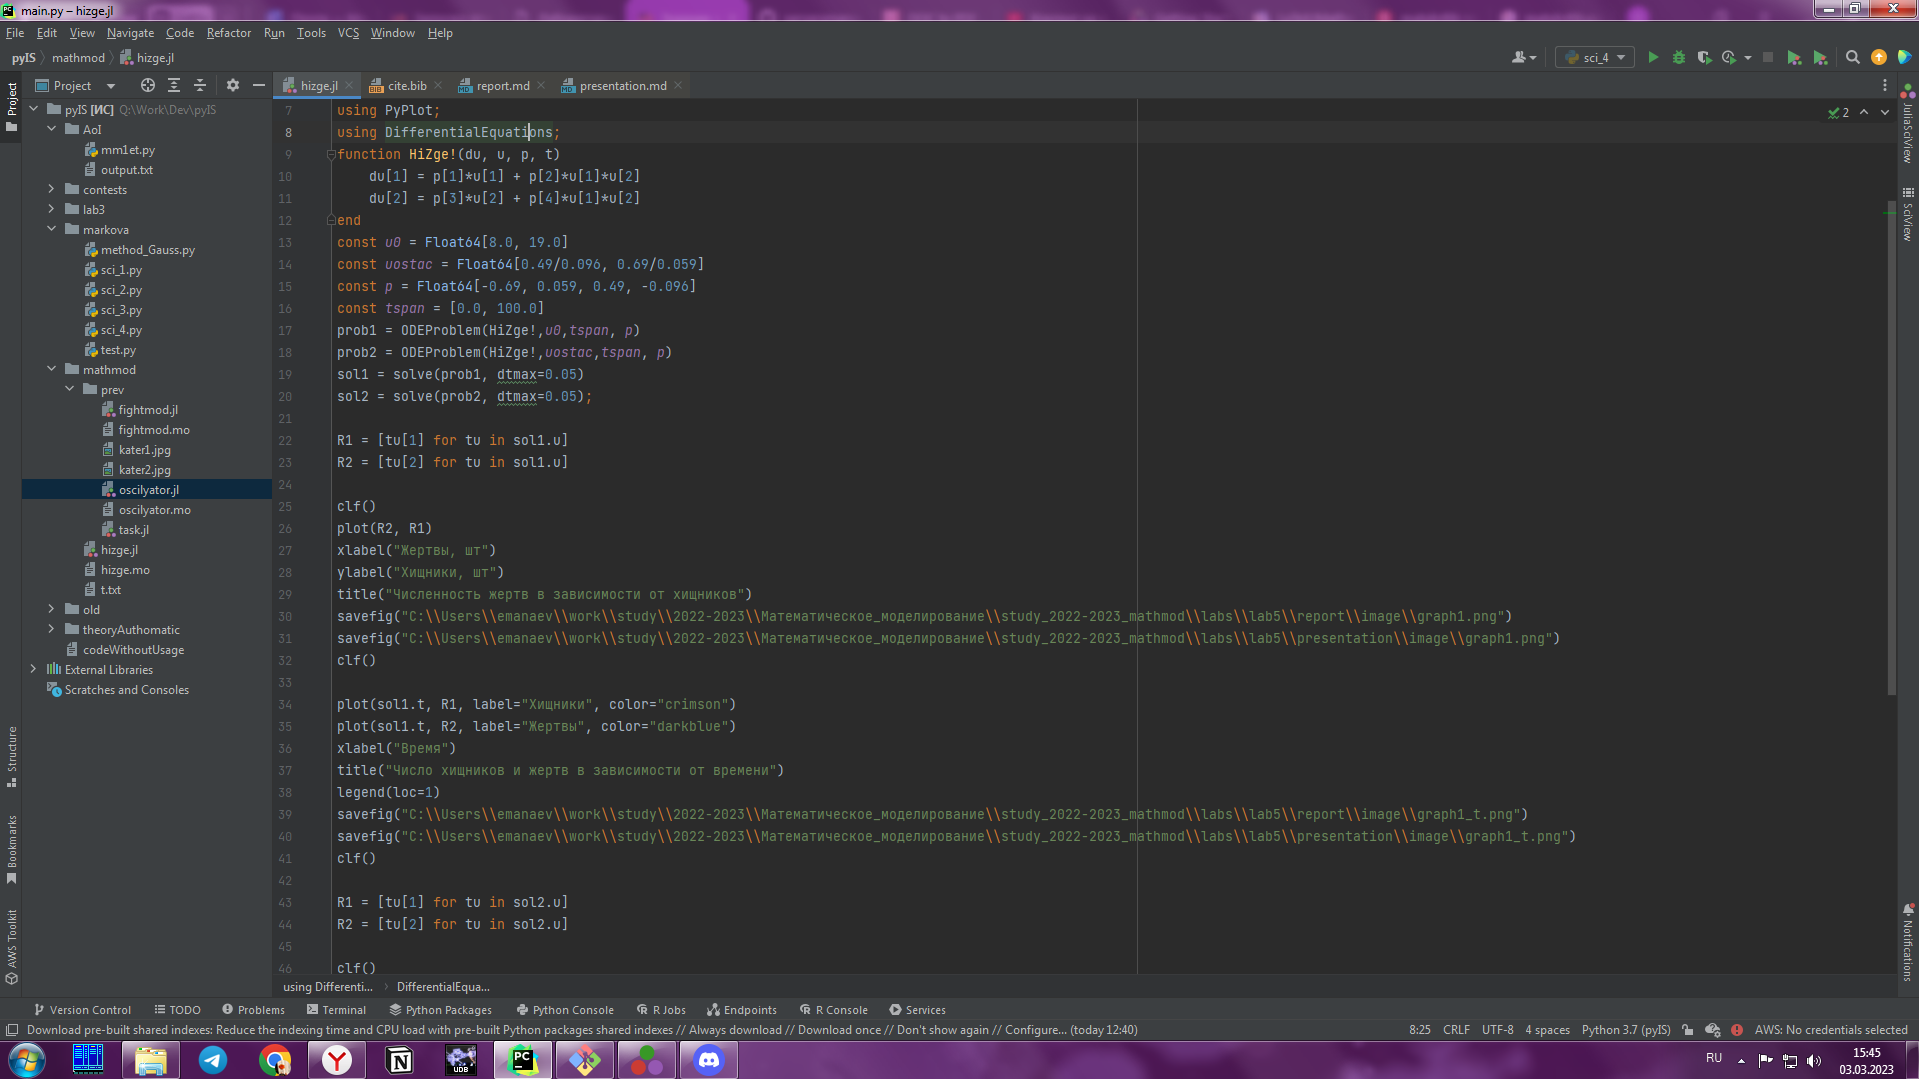 main.py – hizge.jl
File Edit View Navigate Code Refactor Run Tools VCS Window Help
pyIS mathmod hizge.jl
sci_4
Project
hizge.jl cite.bib report.md presentation.md
Project
pyIS [ИС] Q:\Work\Dev\pyIS
AoI
mm1et.py
output.txt
contests
lab3
markova
method_Gauss.py
sci_1.py
sci_2.py
sci_3.py
sci_4.py
test.py
mathmod
prev
fightmod.jl
fightmod.mo
kater1.jpg
kater2.jpg
oscilyator.jl
oscilyator.mo
task.jl
hizge.jl
hizge.mo
t.txt
old
theoryAuthomatic
codeWithoutUsage
External Libraries
Scratches and Consoles
Structure
Bookmarks
AWS Toolkit
7 using PyPlot;
8 using DifferentialEquations;
9 function HiZge!(du, u, p, t)
10 du[1] = p[1]*u[1] + p[2]*u[1]*u[2]
11 du[2] = p[3]*u[2] + p[4]*u[1]*u[2]
12 end
13 const u0 = Float64[8.0, 19.0]
14 const uostac = Float64[0.49/0.096, 0.69/0.059]
15 const p = Float64[-0.69, 0.059, 0.49, -0.096]
16 const tspan = [0.0, 100.0]
17 prob1 = ODEProblem(HiZge!,u0,tspan, p)
18 prob2 = ODEProblem(HiZge!,uostac,tspan, p)
19 sol1 = solve(prob1, dtmax=0.05)
20 sol2 = solve(prob2, dtmax=0.05);
21
22 R1 = [tu[1] for tu in sol1.u]
23 R2 = [tu[2] for tu in sol1.u]
24
25 clf()
26 plot(R2, R1)
27 xlabel("Жертвы, шт")
28 ylabel("Хищники, шт")
29 title("Численность жертв в зависимости от хищников")
30 savefig("C:\\Users\\emanaev\\work\\study\\2022-2023\\Математическое_моделирование\\study_2022-2023_mathmod\\labs\\lab5\\report\\image\\graph1.png")
31 savefig("C:\\Users\\emanaev\\work\\study\\2022-2023\\Математическое_моделирование\\study_2022-2023_mathmod\\labs\\lab5\\presentation\\image\\graph1.png")
32 clf()
33
34 plot(sol1.t, R1, label="Хищники", color="crimson")
35 plot(sol1.t, R2, label="Жертвы", color="darkblue")
36 xlabel("Время")
37 title("Число хищников и жертв в зависимости от времени")
38 legend(loc=1)
39 savefig("C:\\Users\\emanaev\\work\\study\\2022-2023\\Математическое_моделирование\\study_2022-2023_mathmod\\labs\\lab5\\report\\image\\graph1_t.png")
40 savefig("C:\\Users\\emanaev\\work\\study\\2022-2023\\Математическое_моделирование\\study_2022-2023_mathmod\\labs\\lab5\\presentation\\image\\graph1_t.png")
41 clf()
42
43 R1 = [tu[1] for tu in sol2.u]
44 R2 = [tu[2] for tu in sol2.u]
45
46 clf()
2
JuliaSciView
SciView
Notifications
using Differenti... DifferentialEqua...
Version Control TODO Problems Terminal Python Packages Python Console R Jobs Endpoints R Console Services
Download pre-built shared indexes: Reduce the indexing time and CPU load with pre-built Python packages shared indexes // Always download // Download once // Don't show again // Configure... (today 12:40)
8:25 CRLF UTF-8 4 spaces Python 3.7 (pyIS) AWS: No credentials selected
UDB
RU
15:45
03.03.2023